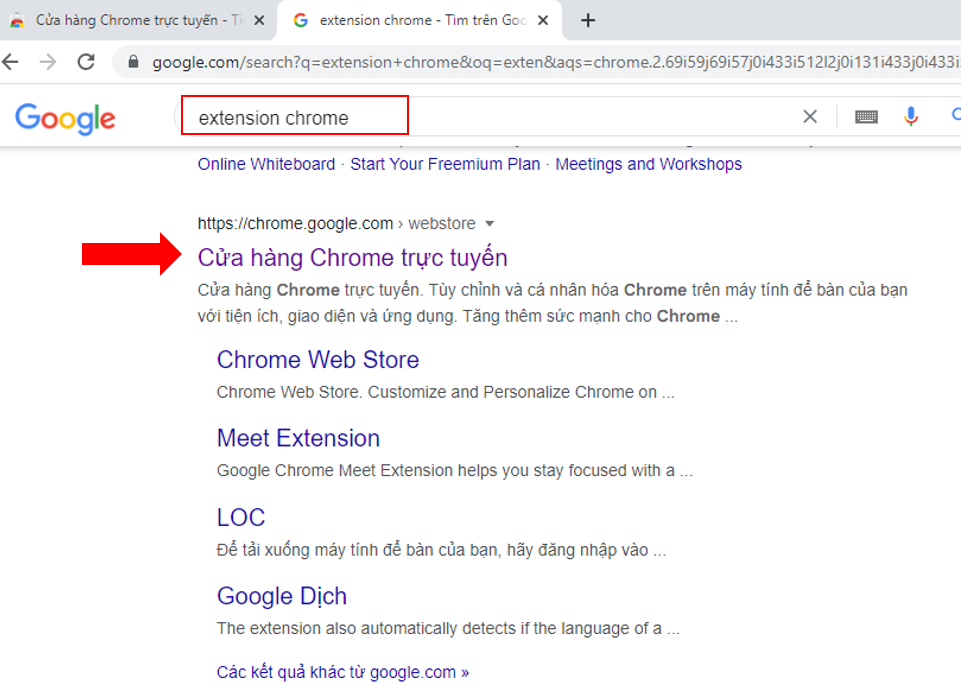 Cửa hàng Chrome trực tuyến - Ti
extension chrome - Tìm trên Goo
google.com/search?q=extension+chrome&oq=exten&aqs=chrome.2.69i59j69i57j0i433i512l2j0i131i433j0i433i5
Google
extension chrome
Online Whiteboard · Start Your Freemium Plan · Meetings and Workshops
https://chrome.google.com › webstore
Cửa hàng Chrome trực tuyến
Cửa hàng Chrome trực tuyến. Tùy chỉnh và cá nhân hóa Chrome trên máy tính để bàn của bạn
với tiện ích, giao diện và ứng dụng. Tăng thêm sức mạnh cho Chrome ...
Chrome Web Store
Chrome Web Store. Customize and Personalize Chrome on ...
Meet Extension
Google Chrome Meet Extension helps you stay focused with a ...
LOC
Để tải xuống máy tính để bàn của bạn, hãy đăng nhập vào ...
Google Dịch
The extension also automatically detects if the language of a ...
Các kết quả khác từ google.com »